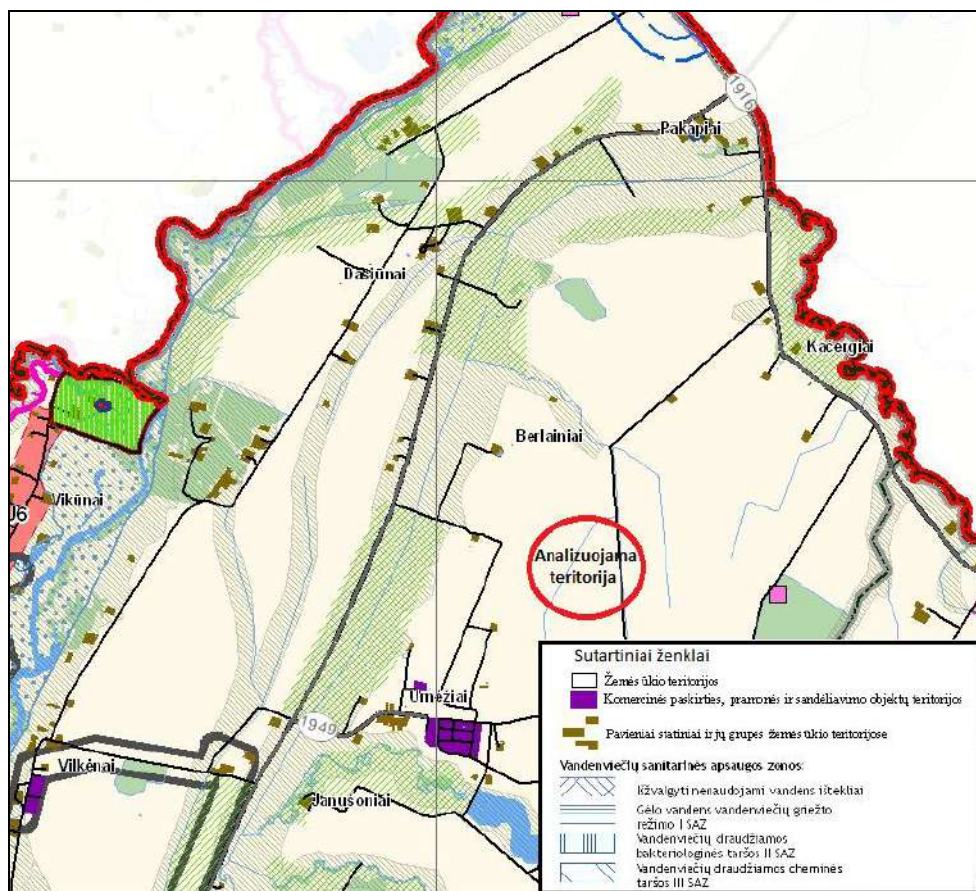 1916
Pakapiai
Dasiūnai
Kačergiai
Berlainiai
Vikūnai
J6
Analizuojama
teritorija
Urnėžiai
1949
Vilkėnai
Janušoniai
Sutartiniai ženklai
Žemės ūkio teritorijos
Komercinės paskirties, pramonės ir sandėliavimo objektų teritorijos
Pavieniai statiniai ir jų grupės žemės ūkio teritorijose
Vandenviečių sanitarinės apsaugos zonos:
Išžvalgyti nenaudojami vandens ištekliai
Gėlo vandens vandenviečių griežto
režimo I SAZ
Vandenviečių draudžiamos
bakteriologinės taršos II SAZ
Vandenviečių draudžiamos cheminės
taršos III SAZ